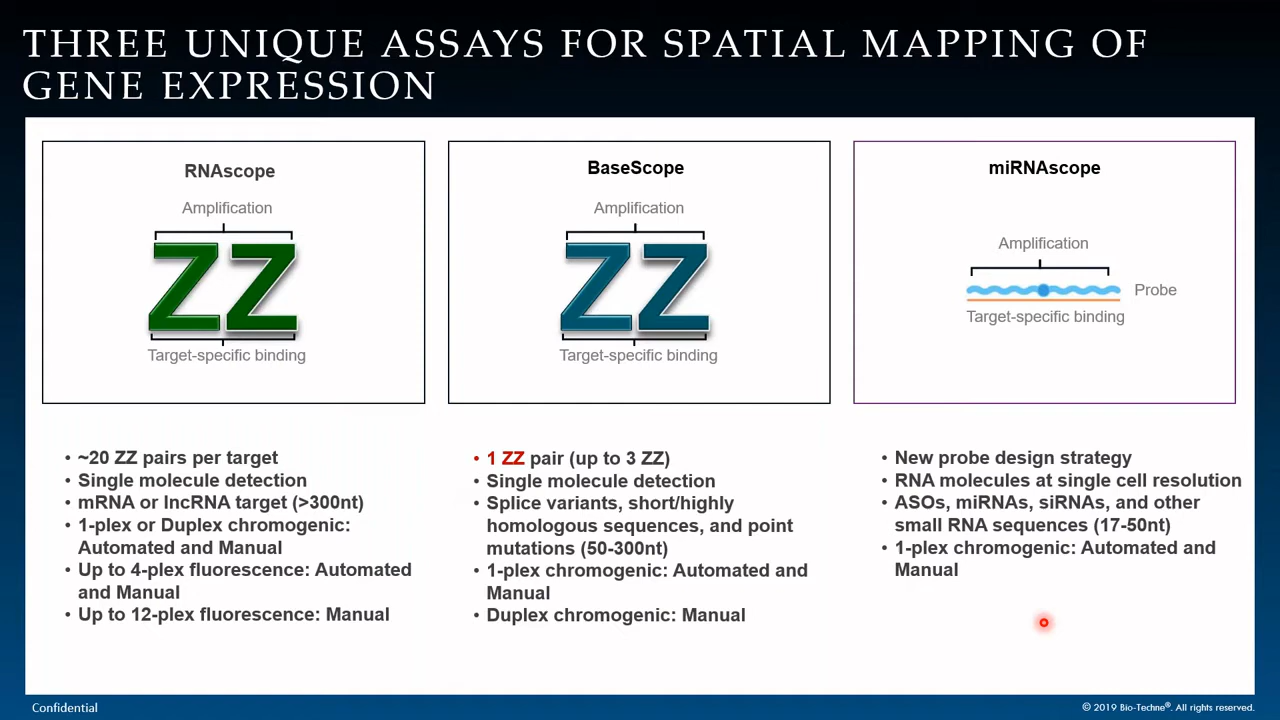 THREE UNIQUE ASSAYS FOR SPATIAL MAPPING OF
GENE EXPRESSION
RNAscope
Amplification
ZZ
Target-specific binding
• ~20 ZZ pairs per target
• Single molecule detection
• mRNA or lncRNA target (>300nt)
• 1-plex or Duplex chromogenic:
Automated and Manual
• Up to 4-plex fluorescence: Automated
and Manual
• Up to 12-plex fluorescence: Manual
BaseScope
Amplification
ZZ
Target-specific binding
• 1 ZZ pair (up to 3 ZZ)
• Single molecule detection
• Splice variants, short/highly
homologous sequences, and point
mutations (50-300nt)
• 1-plex chromogenic: Automated and
Manual
• Duplex chromogenic: Manual
miRNAscope
Amplification
Probe
Target-specific binding
• New probe design strategy
• RNA molecules at single cell resolution
• ASOs, miRNAs, siRNAs, and other
small RNA sequences (17-50nt)
• 1-plex chromogenic: Automated and
Manual
Confidential
© 2019 Bio-Techne®. All rights reserved.